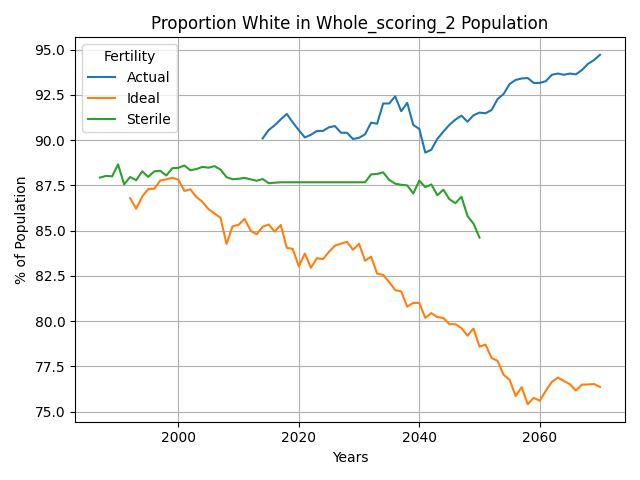 Proportion White in Whole_scoring_2 Population
% of Population
95.0
92.5
90.0
87.5
85.0
82.5
80.0
77.5
75.0
Fertility
Actual
Ideal
Sterile
2000
2020
2040
2060
Years